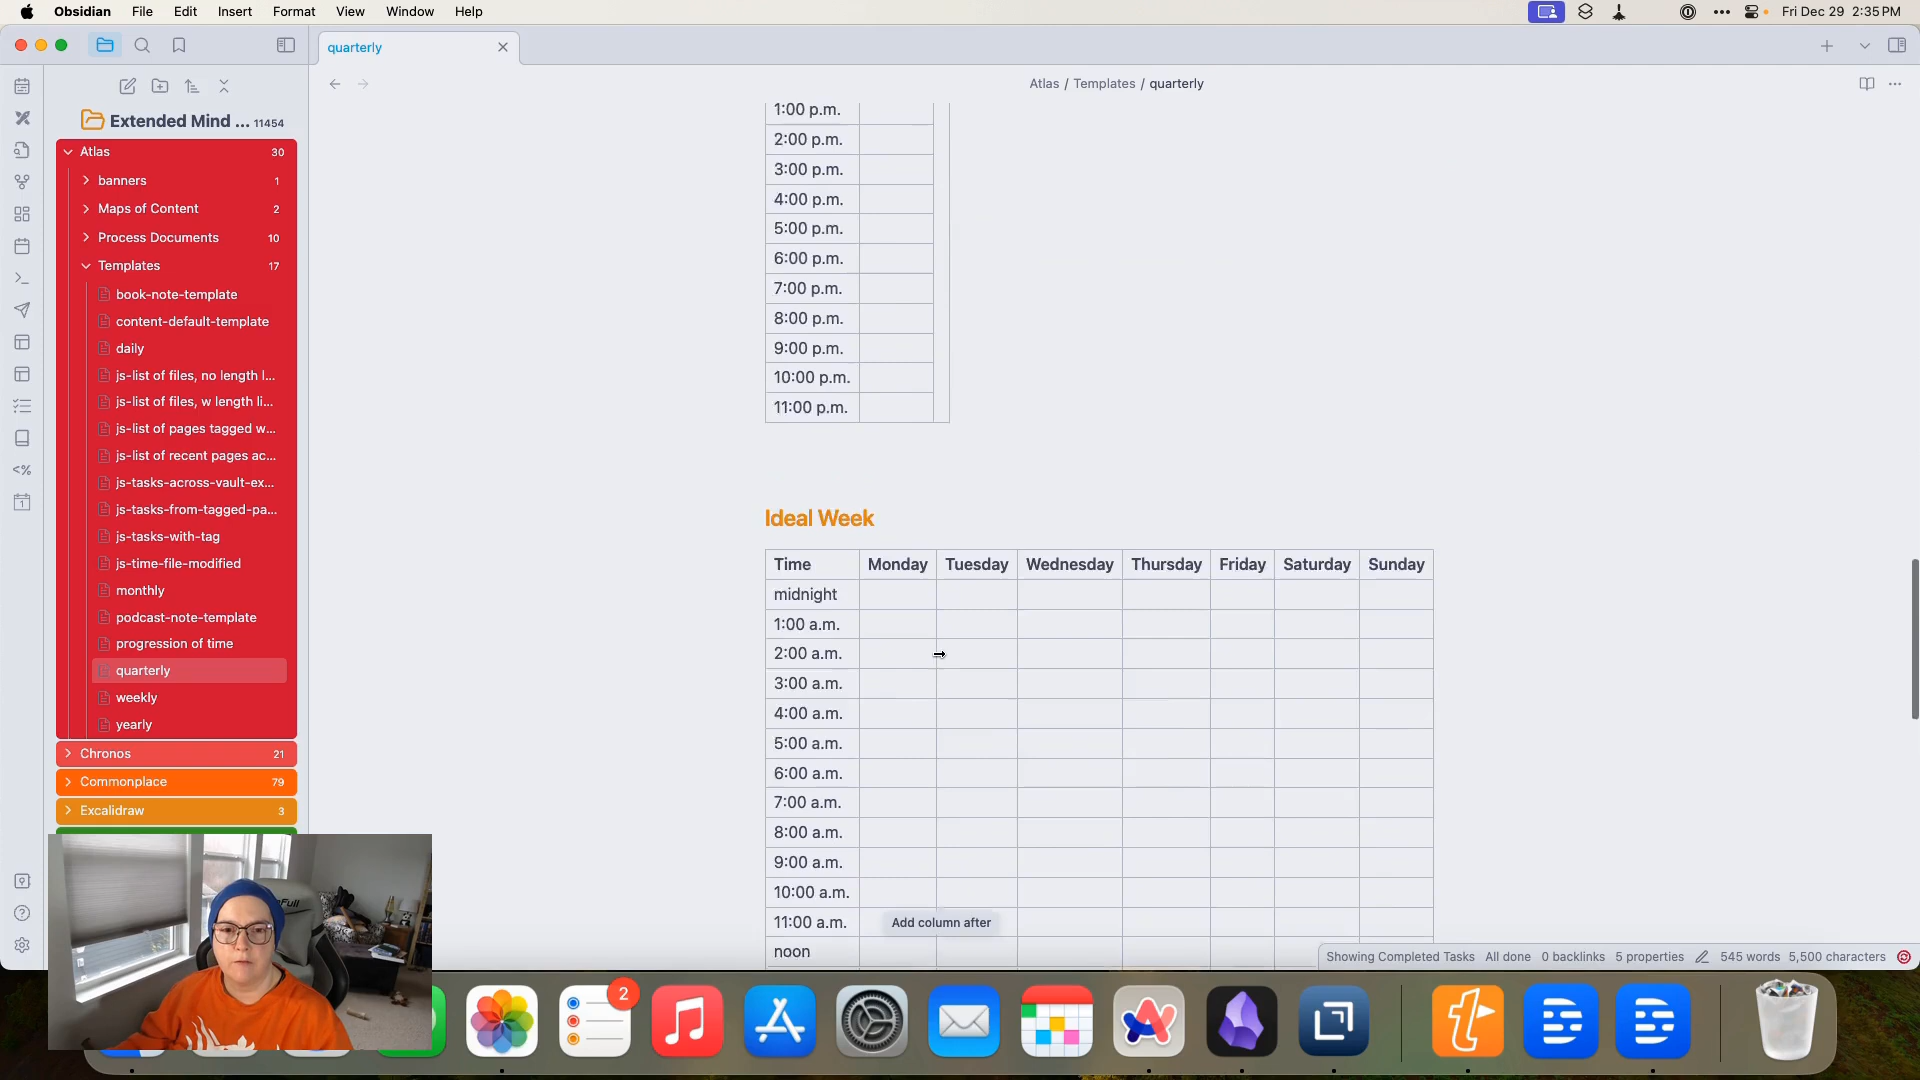 Obsidian File Edit Insert Format View Window Help Fri Dec 29 2:35 PM
quarterly
Atlas / Templates / quarterly
Extended Mind ... 11454
Atlas 30
banners 1
Maps of Content 2
Process Documents 10
Templates 17
book-note-template
content-default-template
daily
js-list of files, no length l...
js-list of files, w length li...
js-list of pages tagged w...
js-list of recent pages ac...
js-tasks-across-vault-ex...
js-tasks-from-tagged-pa...
js-tasks-with-tag
js-time-file-modified
monthly
podcast-note-template
progression of time
quarterly
weekly
yearly
Chronos 21
Commonplace 79
Excalidraw 3
1:00 p.m.
2:00 p.m.
3:00 p.m.
4:00 p.m.
5:00 p.m.
6:00 p.m.
7:00 p.m.
8:00 p.m.
9:00 p.m.
10:00 p.m.
11:00 p.m.
Ideal Week
Time Monday Tuesday Wednesday Thursday Friday Saturday Sunday
midnight
1:00 a.m.
2:00 a.m.
3:00 a.m.
4:00 a.m.
5:00 a.m.
6:00 a.m.
7:00 a.m.
8:00 a.m.
9:00 a.m.
10:00 a.m.
11:00 a.m.
Add column after
noon
Showing Completed Tasks All done 0 backlinks 5 properties 545 words 5,500 characters
2